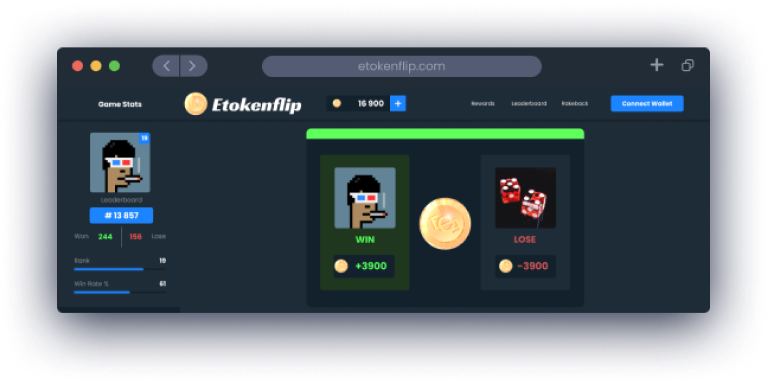 etokenflip.com
Game Stats
Etokenflip
16 900
+
Rewards
Leaderboard
Rakeback
Connect Wallet
19
Leaderboard
# 13 857
Won 244 156 Lose
Rank 19
Win Rate % 61
WIN
+3900
LOSE
-3900